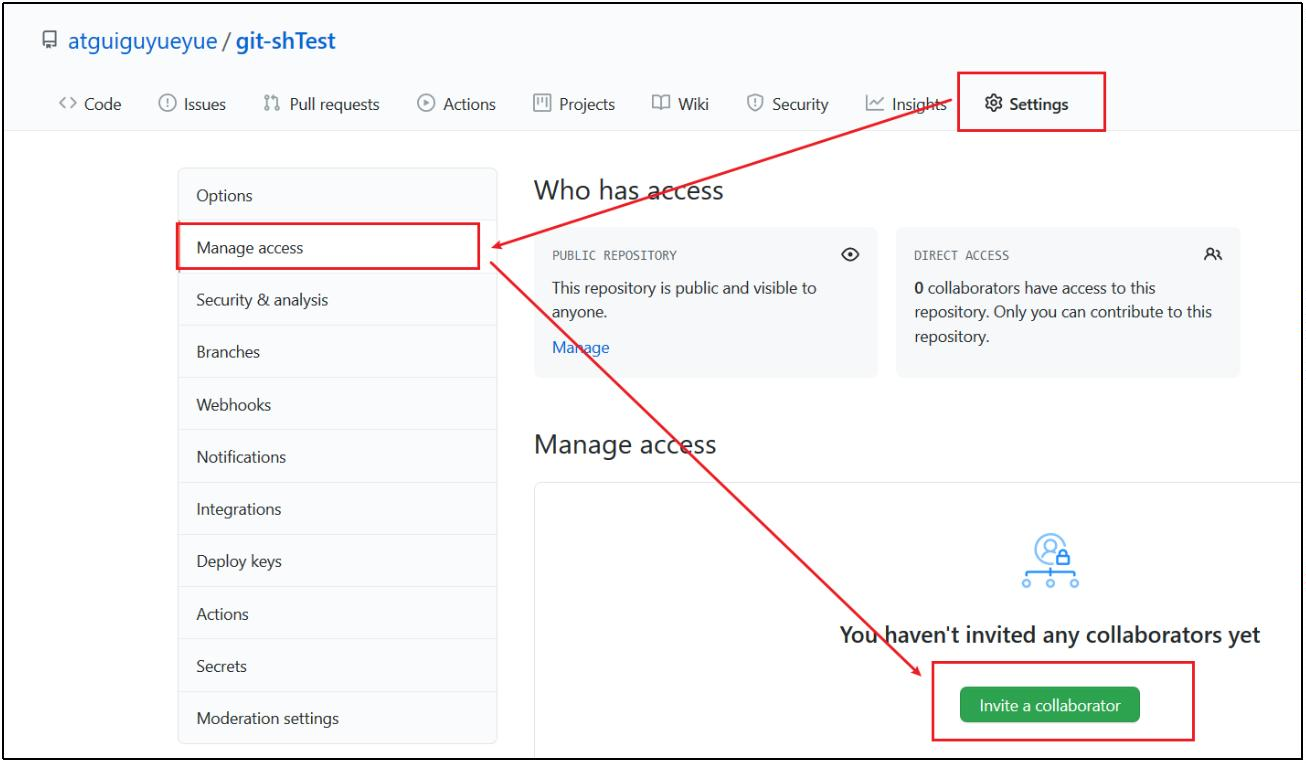 atguiguyueyue / git-shTest
Code Issues Pull requests Actions Projects Wiki Security Insights Settings
Options
Manage access
Security & analysis
Branches
Webhooks
Notifications
Integrations
Deploy keys
Actions
Secrets
Moderation settings
Who has access
PUBLIC REPOSITORY
This repository is public and visible to
anyone.
Manage
DIRECT ACCESS
0 collaborators have access to this
repository. Only you can contribute to this
repository.
Manage access
You haven't invited any collaborators yet
Invite a collaborator